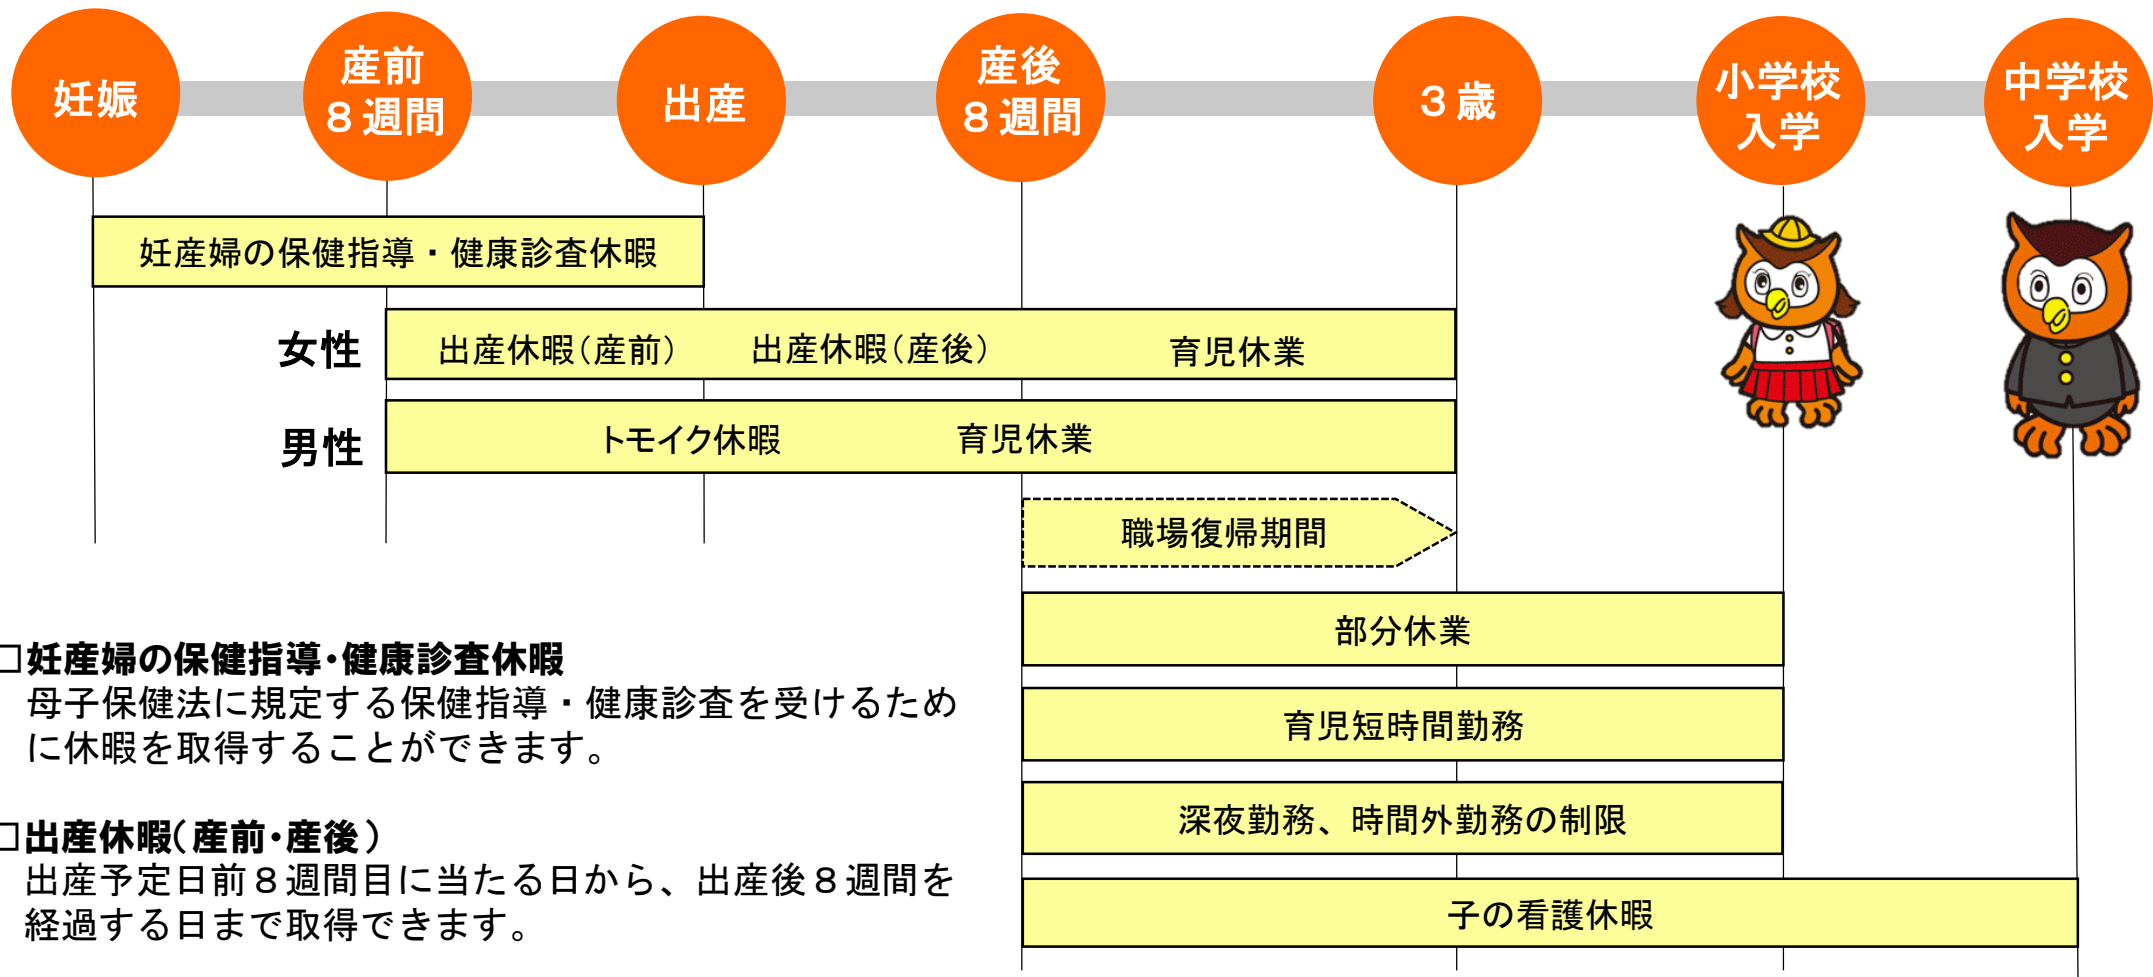 妊娠
産前
８週間
出産
産後
８週間
３歳
小学校
入学
中学校
入学
妊産婦の保健指導・健康診査休暇
女性
出産休暇（産前）
出産休暇（産後）
育児休業
男性
トモイク休暇
育児休業
職場復帰期間
部分休業
育児短時間勤務
深夜勤務、時間外勤務の制限
子の看護休暇
□妊産婦の保健指導・健康診査休暇
母子保健法に規定する保健指導・健康診査を受けるため
に休暇を取得することができます。
□出産休暇（産前・産後）
出産予定日前８週間目に当たる日から、出産後８週間を
経過する日まで取得できます。